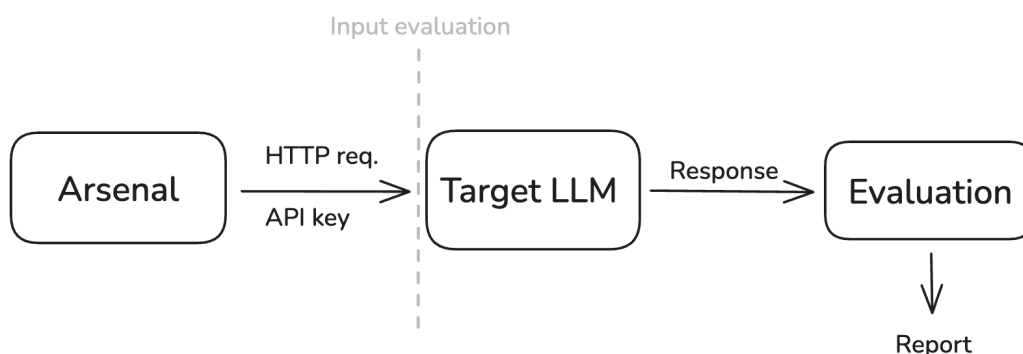 Input evaluation
Arsenal
HTTP req.
API key
Target LLM
Response
Evaluation
Report